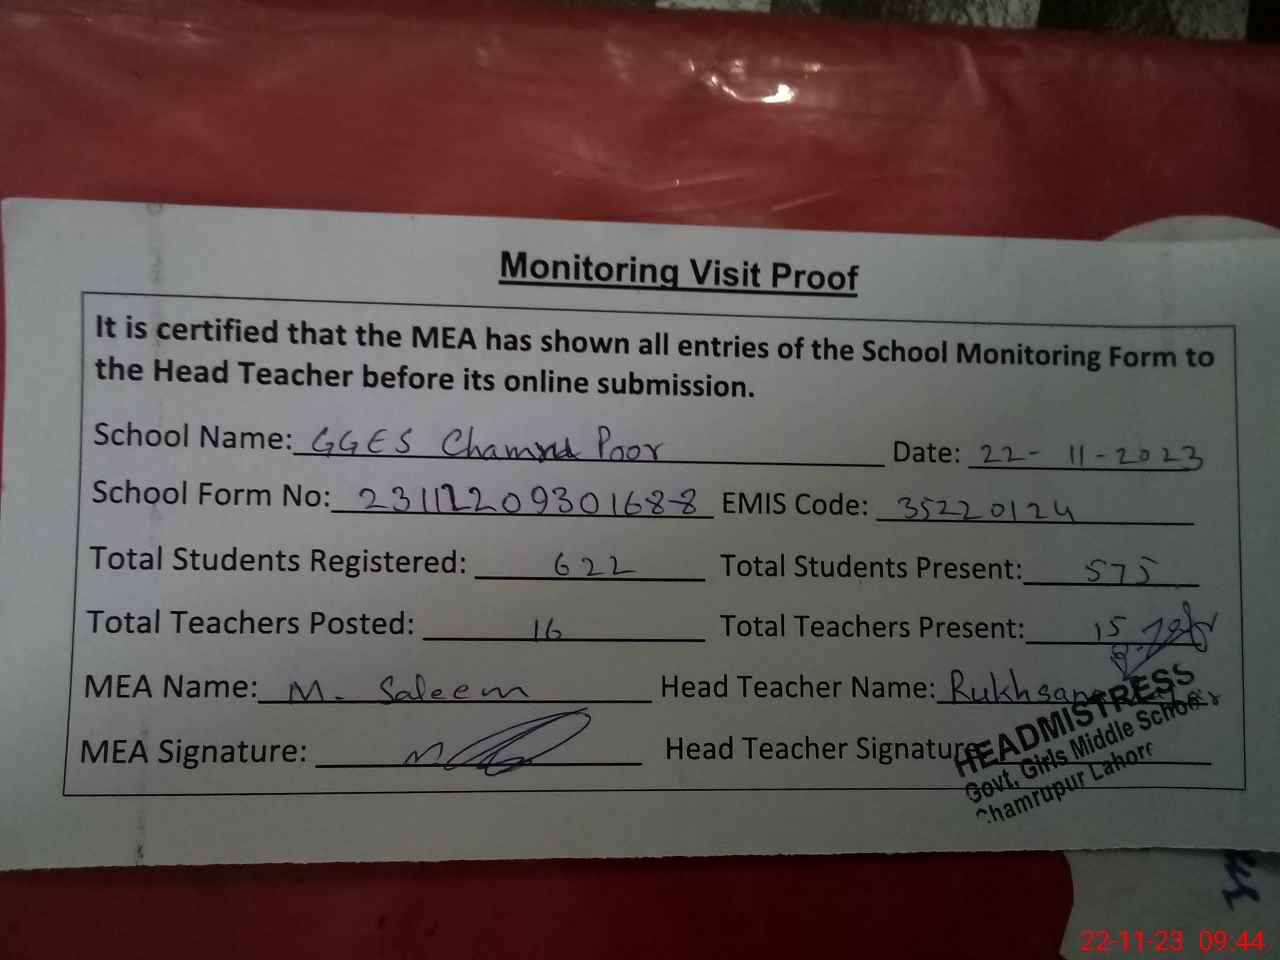 Monitoring Visit Proof
It is certified that the MEA has shown all entries of the School Monitoring Form to
the Head Teacher before its online submission.
School Name: GGES Poor Date: 22-11-2023
School Form No: EMIS Code: 35220124
Total Students Registered: 622 Total Students Present: 575
Total Teachers Posted: 16 Total Teachers Present: 15
MEA Name: M. Saleem Head Teacher Name:
MEA Signature: Head Teacher Signature
HEADMISTRESS
Govt, Girls Middle School
Chamrupur Lahore
22-11-23 09:44